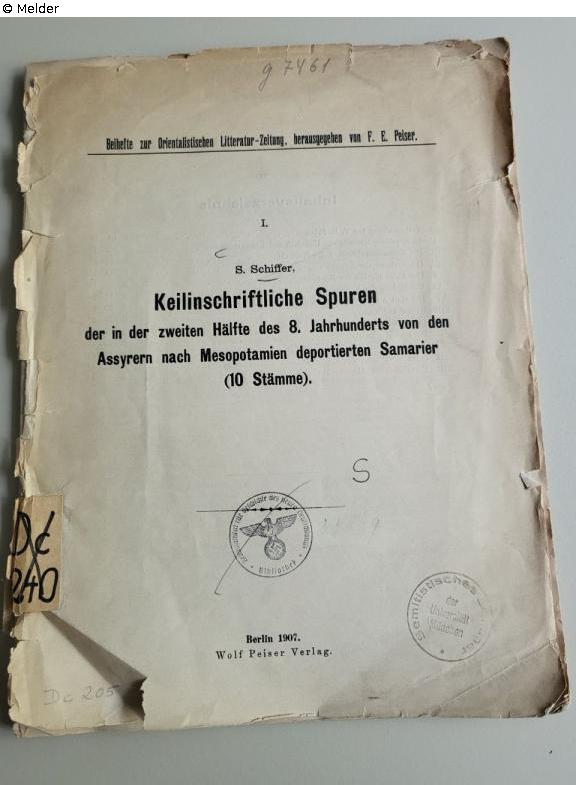 © Melder
g 7461
Beihefte zur Orientalistischen Litteratur-Zeitung, herausgegeben von F. E. Peiser.
I.
S. Schiffer,
Keilinschriftliche Spuren
der in der zweiten Hälfte des 8. Jahrhunderts von den
Assyrern nach Mesopotamien deportierten Samarier
(10 Stämme).
S
Bibliothek
Dc
240
Semitistisches
der
Universität
München
Berlin 1907.
Wolf Peiser Verlag.
Dc 205